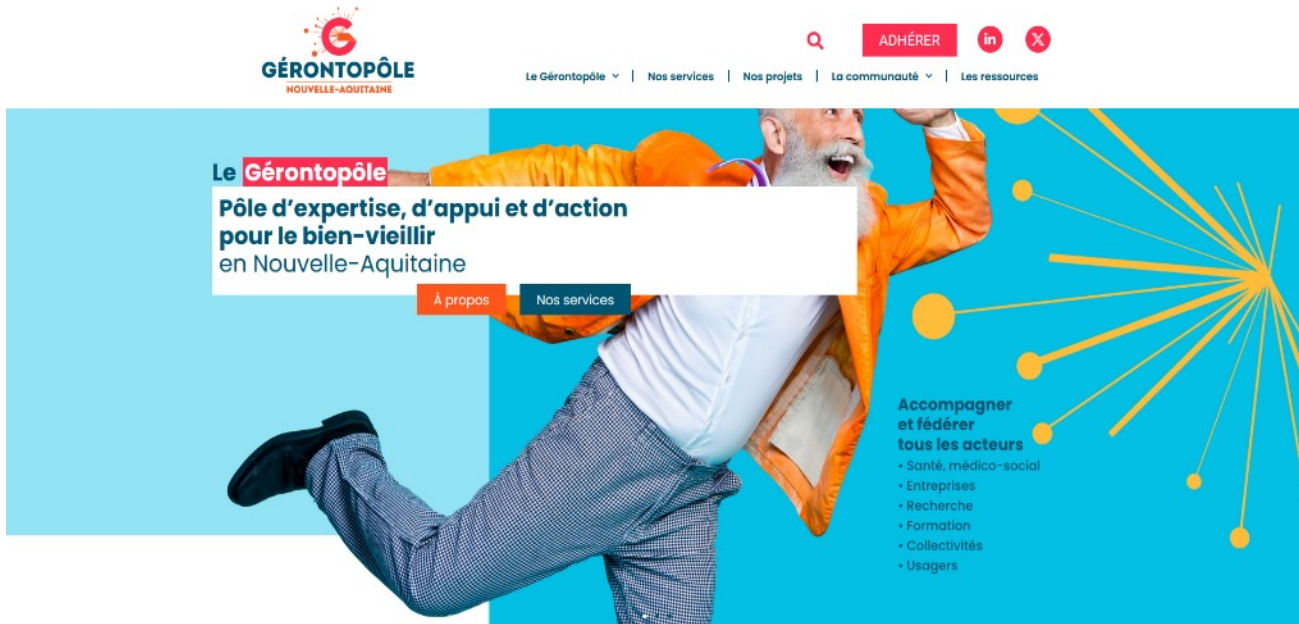 GÉRONTOPÔLE
NOUVELLE-AQUITAINE
ADHÉRER
in
X
Le Gérontopôle
Nos services
Nos projets
La communauté
Les ressources
Le Gérontopôle
Pôle d'expertise, d'appui et d'action
pour le bien-vieillir
en Nouvelle-Aquitaine
À propos
Nos services
Accompagner
et fédérer
tous les acteurs
• Santé, médico-social
• Entreprises
• Recherche
• Formation
• Collectivités
• Usagers